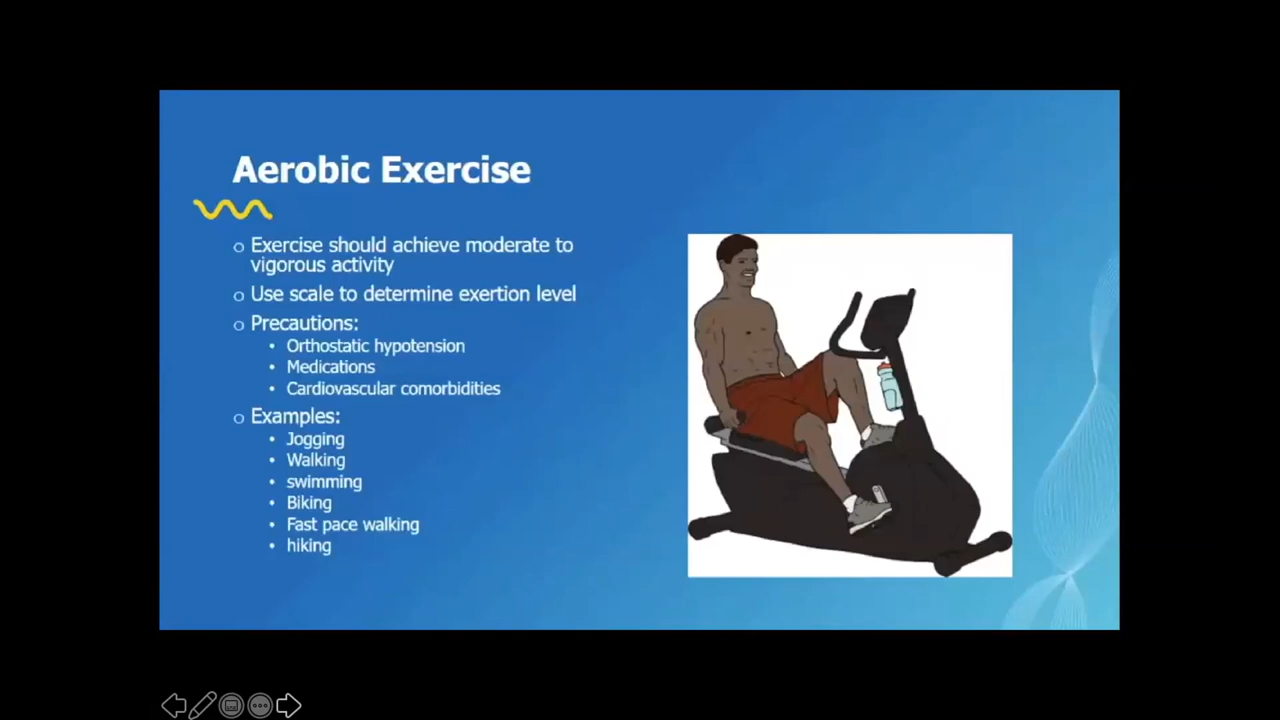 Aerobic Exercise
o Exercise should achieve moderate to
vigorous activity
o Use scale to determine exertion level
o Precautions:
• Orthostatic hypotension
• Medications
• Cardiovascular comorbidities
o Examples:
• Jogging
• Walking
• swimming
• Biking
• Fast pace walking
• hiking